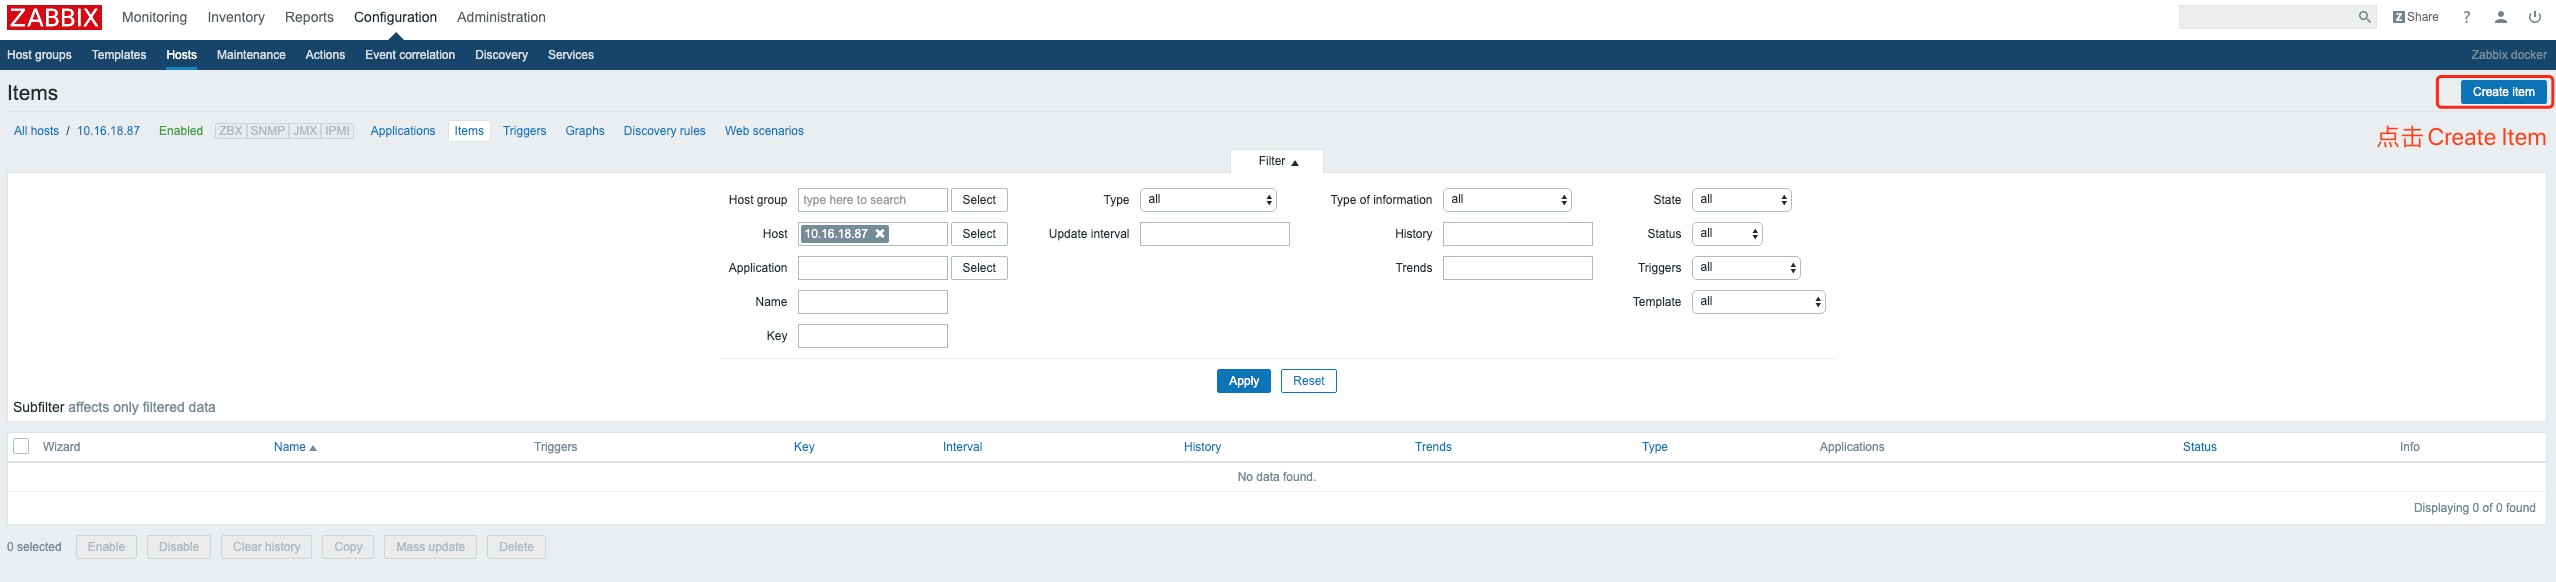 ZABBIX Monitoring Inventory Reports Configuration Administration Z Share ?
Host groups Templates Hosts Maintenance Actions Event correlation Discovery Services Zabbix docker
Items Create item
All hosts / 10.16.18.87 Enabled ZBX SNMP JMX IPMI Applications Items Triggers Graphs Discovery rules Web scenarios
点击 Create Item
Filter
Host group type here to search Select Type all Type of information all State all
Host 10.16.18.87 Select Update interval History Status all
Application Select Trends Triggers all
Name Template all
Key
Apply Reset
Subfilter affects only filtered data
Wizard Name Triggers Key Interval History Trends Type Applications Status Info
No data found.
Displaying 0 of 0 found
0 selected Enable Disable Clear history Copy Mass update Delete